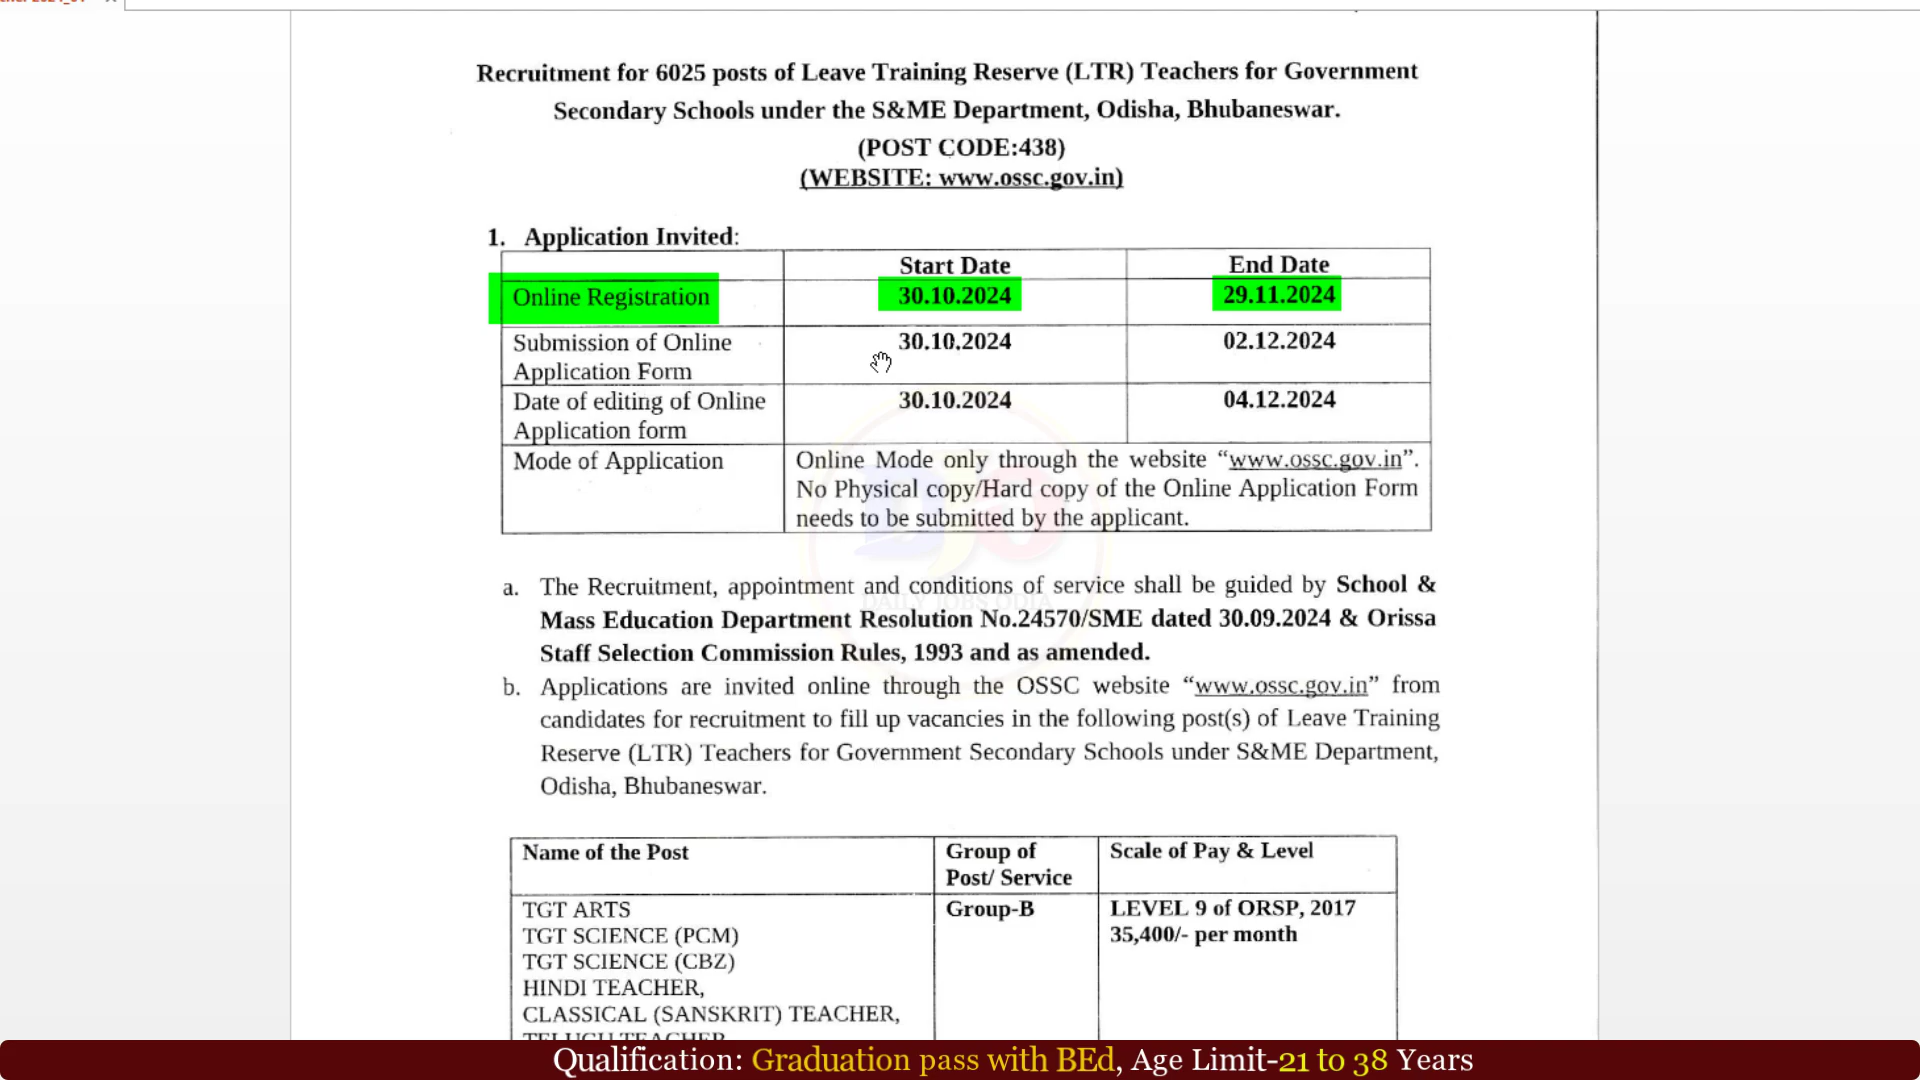 Recruitment for 6025 posts of Leave Training Reserve (LTR) Teachers for Government
Secondary Schools under the S&ME Department, Odisha, Bhubaneswar.
(POST CODE:438)
(WEBSITE: www.ossc.gov.in)
1. Application Invited:
Start Date
End Date
Online Registration
30.10.2024
29.11.2024
Submission of Online
Application Form
30.10.2024
02.12.2024
Date of editing of Online
Application form
30.10.2024
04.12.2024
Mode of Application
Online Mode only through the website “www.ossc.gov.in”.
No Physical copy/Hard copy of the Online Application Form
needs to be submitted by the applicant.
a. The Recruitment, appointment and conditions of service shall be guided by School &
Mass Education Department Resolution No.24570/SME dated 30.09.2024 & Orissa
Staff Selection Commission Rules, 1993 and as amended.
b. Applications are invited online through the OSSC website “www.ossc.gov.in” from
candidates for recruitment to fill up vacancies in the following post(s) of Leave Training
Reserve (LTR) Teachers for Government Secondary Schools under S&ME Department,
Odisha, Bhubaneswar.
DAILY JOBS ODIA
Name of the Post
Group of
Post/ Service
Scale of Pay & Level
TGT ARTS
TGT SCIENCE (PCM)
TGT SCIENCE (CBZ)
HINDI TEACHER,
CLASSICAL (SANSKRIT) TEACHER,
TELUGU TEACHER
Group-B
LEVEL 9 of ORSP, 2017
35,400/- per month
Qualification: Graduation pass with BEd, Age Limit-21 to 38 Years